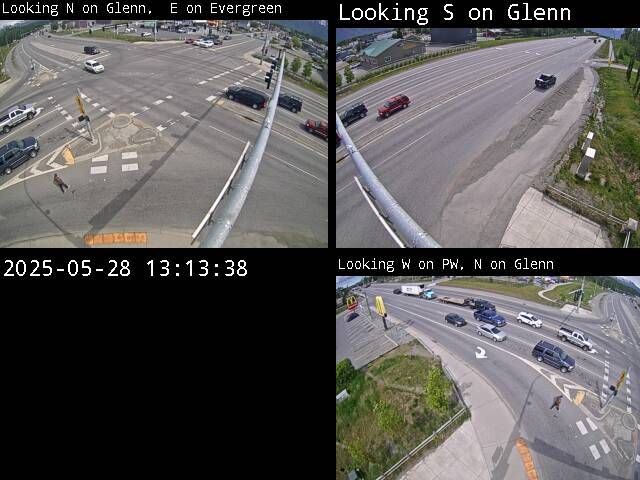 Looking N on Glenn, E on Evergreen
Looking S on Glenn
2025-05-28 13:13:38
Looking W on PW, N on Glenn